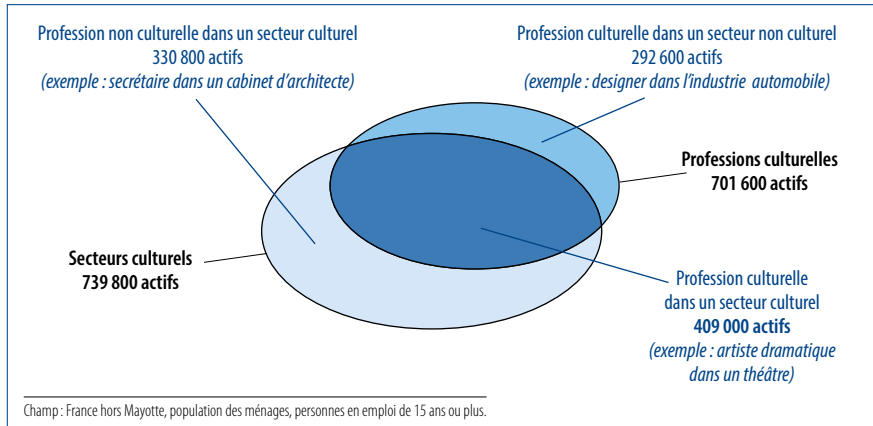 Profession non culturelle dans un secteur culturel
330 800 actifs
(exemple : secrétaire dans un cabinet d'architecte)
Profession culturelle dans un secteur non culturel
292 600 actifs
(exemple : designer dans l'industrie automobile)
Professions culturelles
701 600 actifs
Secteurs culturels
739 800 actifs
Profession culturelle
dans un secteur culturel
409 000 actifs
(exemple : artiste dramatique
dans un théâtre)
Champ : France hors Mayotte, population des ménages, personnes en emploi de 15 ans ou plus.